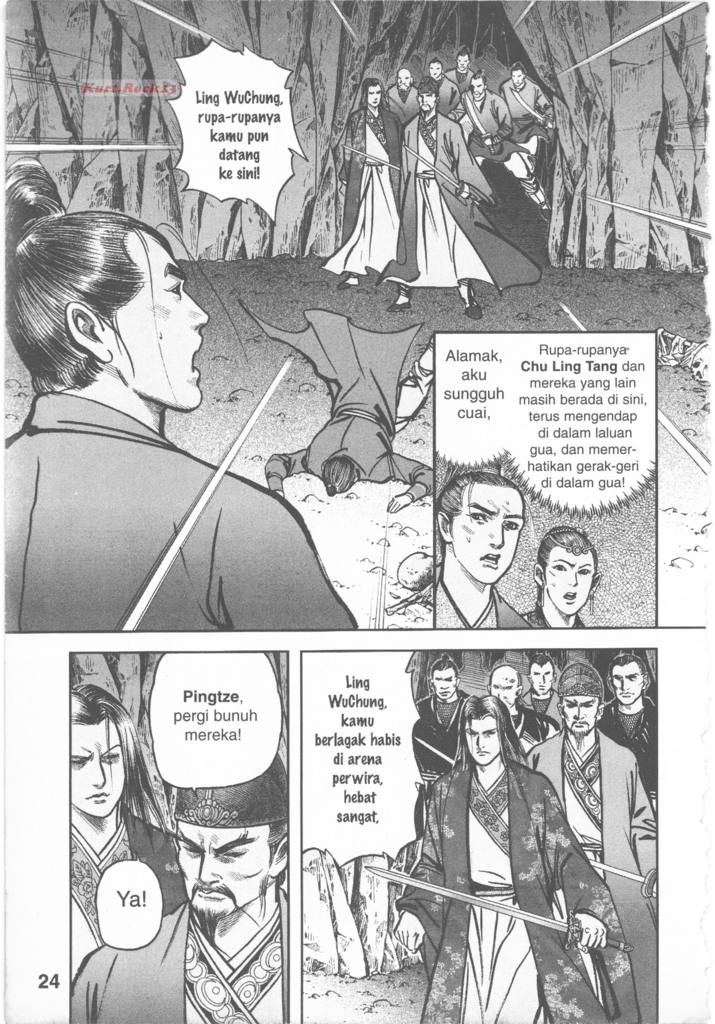 Kurt.Rock13
Ling WuChung,
rupa-rupanya
kamu pun
datang
ke sini!
Alamak,
aku
sungguh
cuai,
Rupa-rupanya
Chu Ling Tang dan
mereka yang lain
masih berada di sini,
terus mengendap
di dalam laluan
gua, dan memer-
hatikan gerak-geri
di dalam gua!
Pingtze,
pergi bunuh
mereka!
Ya!
Ling
WuChung,
kamu
berlagak habis
di arena
perwira,
hebat
sangat,
24